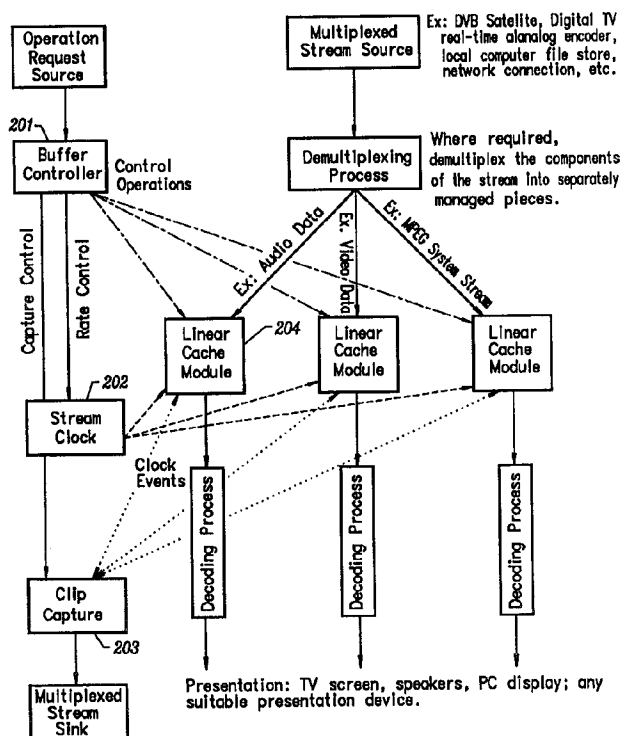 Operation
Request
Source
Multiplexed
Stream Source
Ex: DVB Satelite, Digital TV
real-time alanalog encoder,
local computer file store,
network connection, etc.
201
Buffer
Controller
Control
Operations
Demultiplexing
Process
Where required,
demultiplex the components
of the stream into separately
managed pieces.
Capture Control
Rate Control
Ex: Audio Data
Ex. Video Data
Ex: MPEG System Stream
Linear
Cache
Module
204
Linear
Cache
Module
Linear
Cache
Module
202
Stream
Clock
Clock
Events
Decoding Process
Decoding Process
Decoding Process
Clip
Capture
203
Multiplexed
Stream
Sink
Presentation: TV screen, speakers, PC display; any
suitable presentation device.